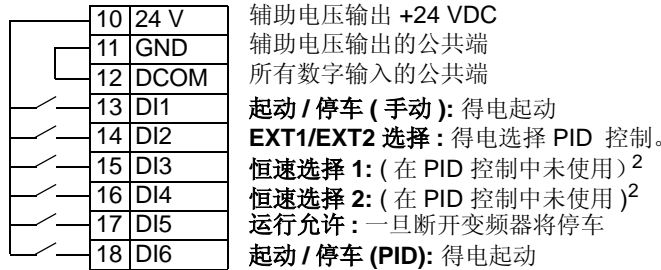 10 24 V 辅助电压输出 +24 VDC
11 GND 辅助电压输出的公共端
12 DCOM 所有数字输入的公共端
13 DI1 起动 / 停车 ( 手动 ): 得电起动
14 DI2 EXT1/EXT2 选择 : 得电选择 PID 控制。
15 DI3 恒速选择 1: ( 在 PID 控制中未使用）2
16 DI4 恒速选择 2: ( 在 PID 控制中未使用 )2
17 DI5 运行允许 : 一旦断开变频器将停车
18 DI6 起动 / 停车 (PID): 得电起动